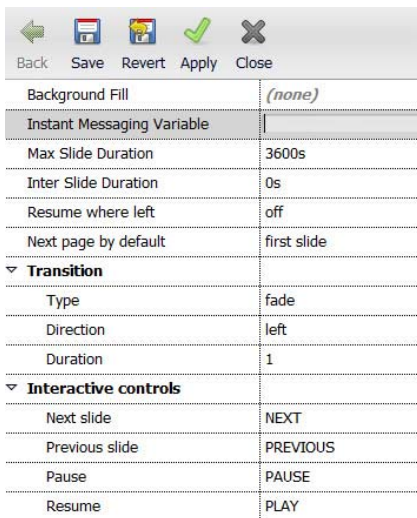 Back Save Revert Apply Close
Background Fill (none)
Instant Messaging Variable
Max Slide Duration 3600s
Inter Slide Duration 0s
Resume where left off
Next page by default first slide
Transition
Type fade
Direction left
Duration 1
Interactive controls
Next slide NEXT
Previous slide PREVIOUS
Pause PAUSE
Resume PLAY